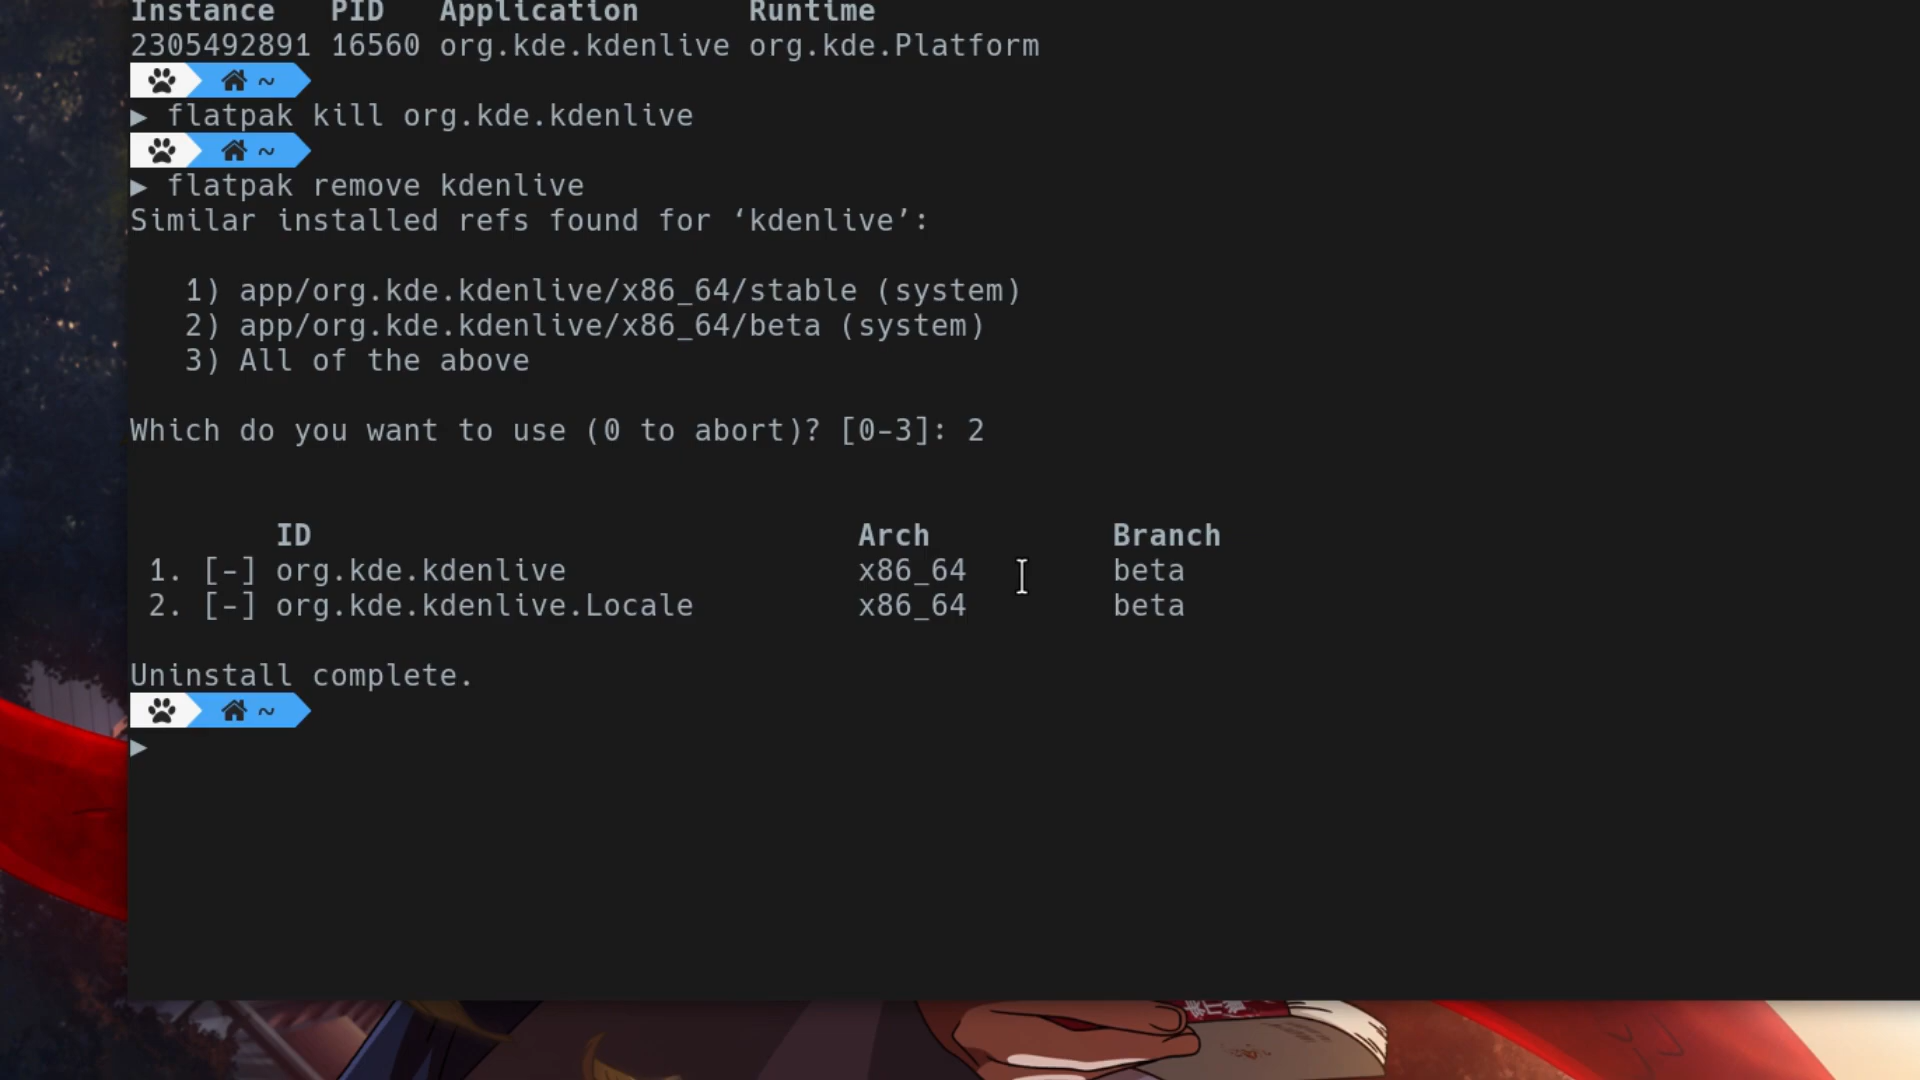 Instance PID Application Runtime
2305492891 16560 org.kde.kdenlive org.kde.Platform
~
▶ flatpak kill org.kde.kdenlive
~
▶ flatpak remove kdenlive
Similar installed refs found for ‘kdenlive’:
1) app/org.kde.kdenlive/x86_64/stable (system)
2) app/org.kde.kdenlive/x86_64/beta (system)
3) All of the above
Which do you want to use (0 to abort)? [0-3]: 2
ID Arch Branch
1. [-] org.kde.kdenlive x86_64 beta
2. [-] org.kde.kdenlive.Locale x86_64 beta
Uninstall complete.
~
▶